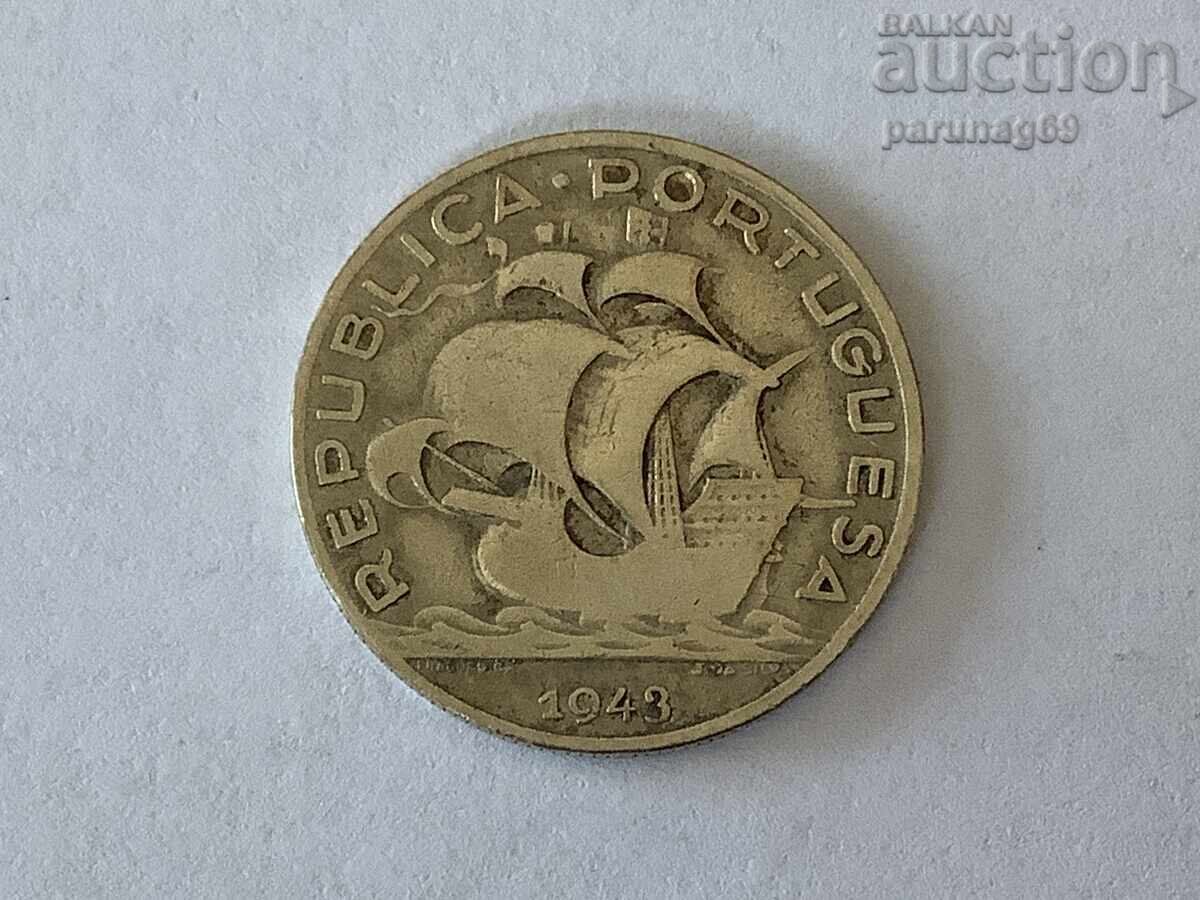 BALKAN
auction
parunag69
REPUBLICA · PORTUGUESA
1943